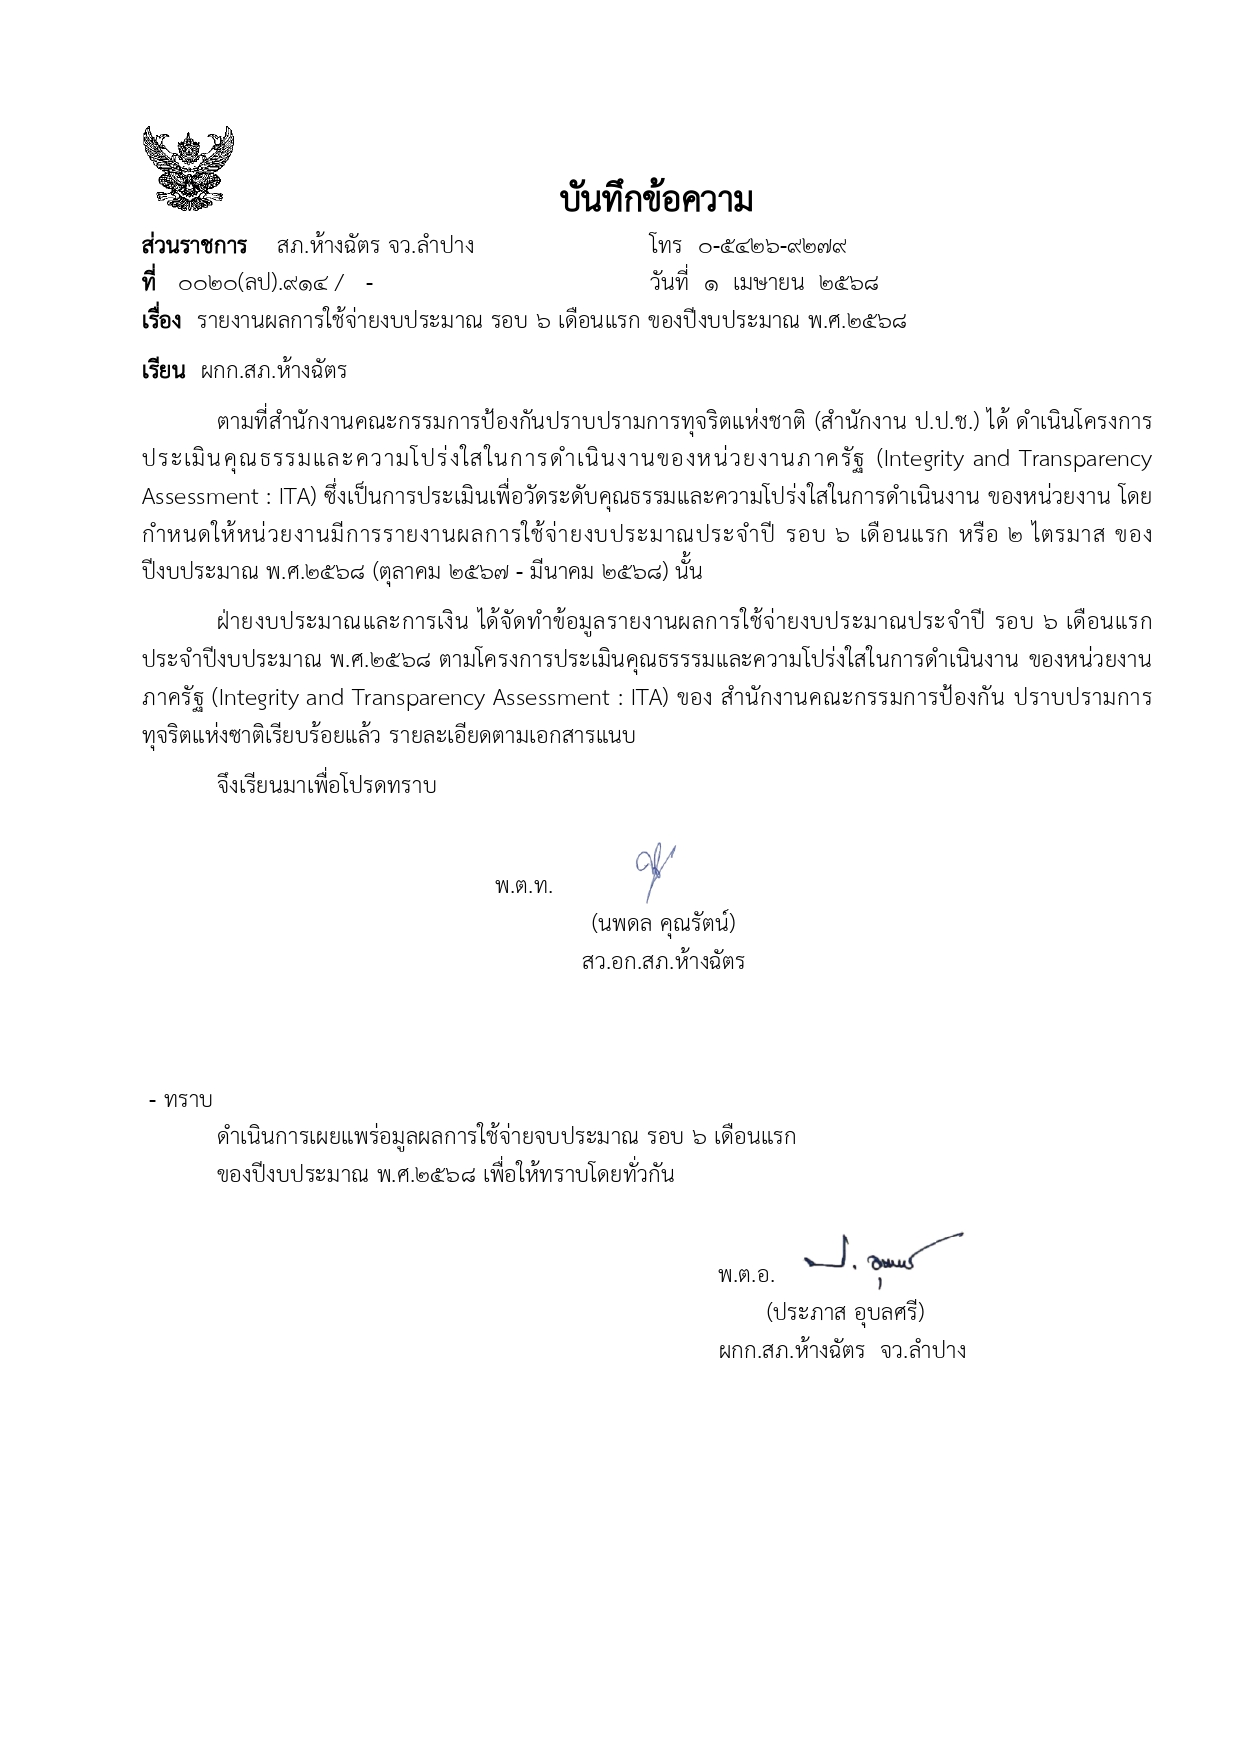 บันทึกข้อความ
ส่วนราชการ สภ.ห้างฉัตร จว.ลำปาง โทร ๐-๕๔๒๖-๙๒๗๙
ที่ ๐๐๒๐(ลป).๙๑๔ / - วันที่ ๑ เมษายน ๒๕๖๘
เรื่อง รายงานผลการใช้จ่ายงบประมาณ รอบ ๖ เดือนแรก ของปีงบประมาณ พ.ศ.๒๕๖๘
เรียน ผกก.สภ.ห้างฉัตร
ตามที่สำนักงานคณะกรรมการป้องกันปราบปรามการทุจริตแห่งชาติ (สำนักงาน ป.ป.ช.) ได้ ดำเนินโครงการ
ประเมินคุณธรรมและความโปร่งใสในการดำเนินงานของหน่วยงานภาครัฐ (Integrity and Transparency
Assessment : ITA) ซึ่งเป็นการประเมินเพื่อวัดระดับคุณธรรมและความโปร่งใสในการดำเนินงาน ของหน่วยงาน โดย
กำหนดให้หน่วยงานมีการรายงานผลการใช้จ่ายงบประมาณประจำปี รอบ ๖ เดือนแรก หรือ ๒ ไตรมาส ของ
ปีงบประมาณ พ.ศ.๒๕๖๘ (ตุลาคม ๒๕๖๗ - มีนาคม ๒๕๖๘) นั้น
ฝ่ายงบประมาณและการเงิน ได้จัดทำข้อมูลรายงานผลการใช้จ่ายงบประมาณประจำปี รอบ ๖ เดือนแรก
ประจำปีงบประมาณ พ.ศ.๒๕๖๘ ตามโครงการประเมินคุณธรรรมและความโปร่งใสในการดำเนินงาน ของหน่วยงาน
ภาครัฐ (Integrity and Transparency Assessment : ITA) ของ สำนักงานคณะกรรมการป้องกัน ปราบปรามการ
ทุจริตแห่งชาติเรียบร้อยแล้ว รายละเอียดตามเอกสารแนบ
จึงเรียนมาเพื่อโปรดทราบ
พ.ต.ท.
(นพดล คุณรัตน์)
สว.อก.สภ.ห้างฉัตร
- ทราบ
ดำเนินการเผยแพร่อมูลผลการใช้จ่ายจบประมาณ รอบ ๖ เดือนแรก
ของปีงบประมาณ พ.ศ.๒๕๖๘ เพื่อให้ทราบโดยทั่วกัน
พ.ต.อ.
(ประภาส อุบลศรี)
ผกก.สภ.ห้างฉัตร จว.ลำปาง